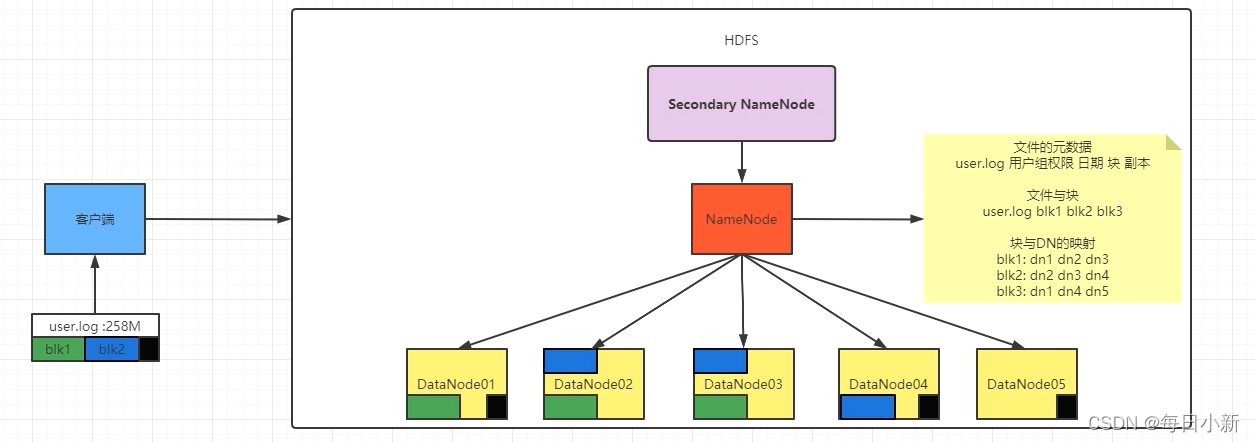 HDFS
Secondary NameNode
文件的元数据
user.log 用户组权限 日期 块 副本
文件与块
user.log blk1 blk2 blk3
块与DN的映射
blk1: dn1 dn2 dn3
blk2: dn2 dn3 dn4
blk3: dn1 dn4 dn5
客户端
NameNode
user.log :258M
blk1
blk2
DataNode01
DataNode02
DataNode03
DataNode04
DataNode05
CSDN @每日小新